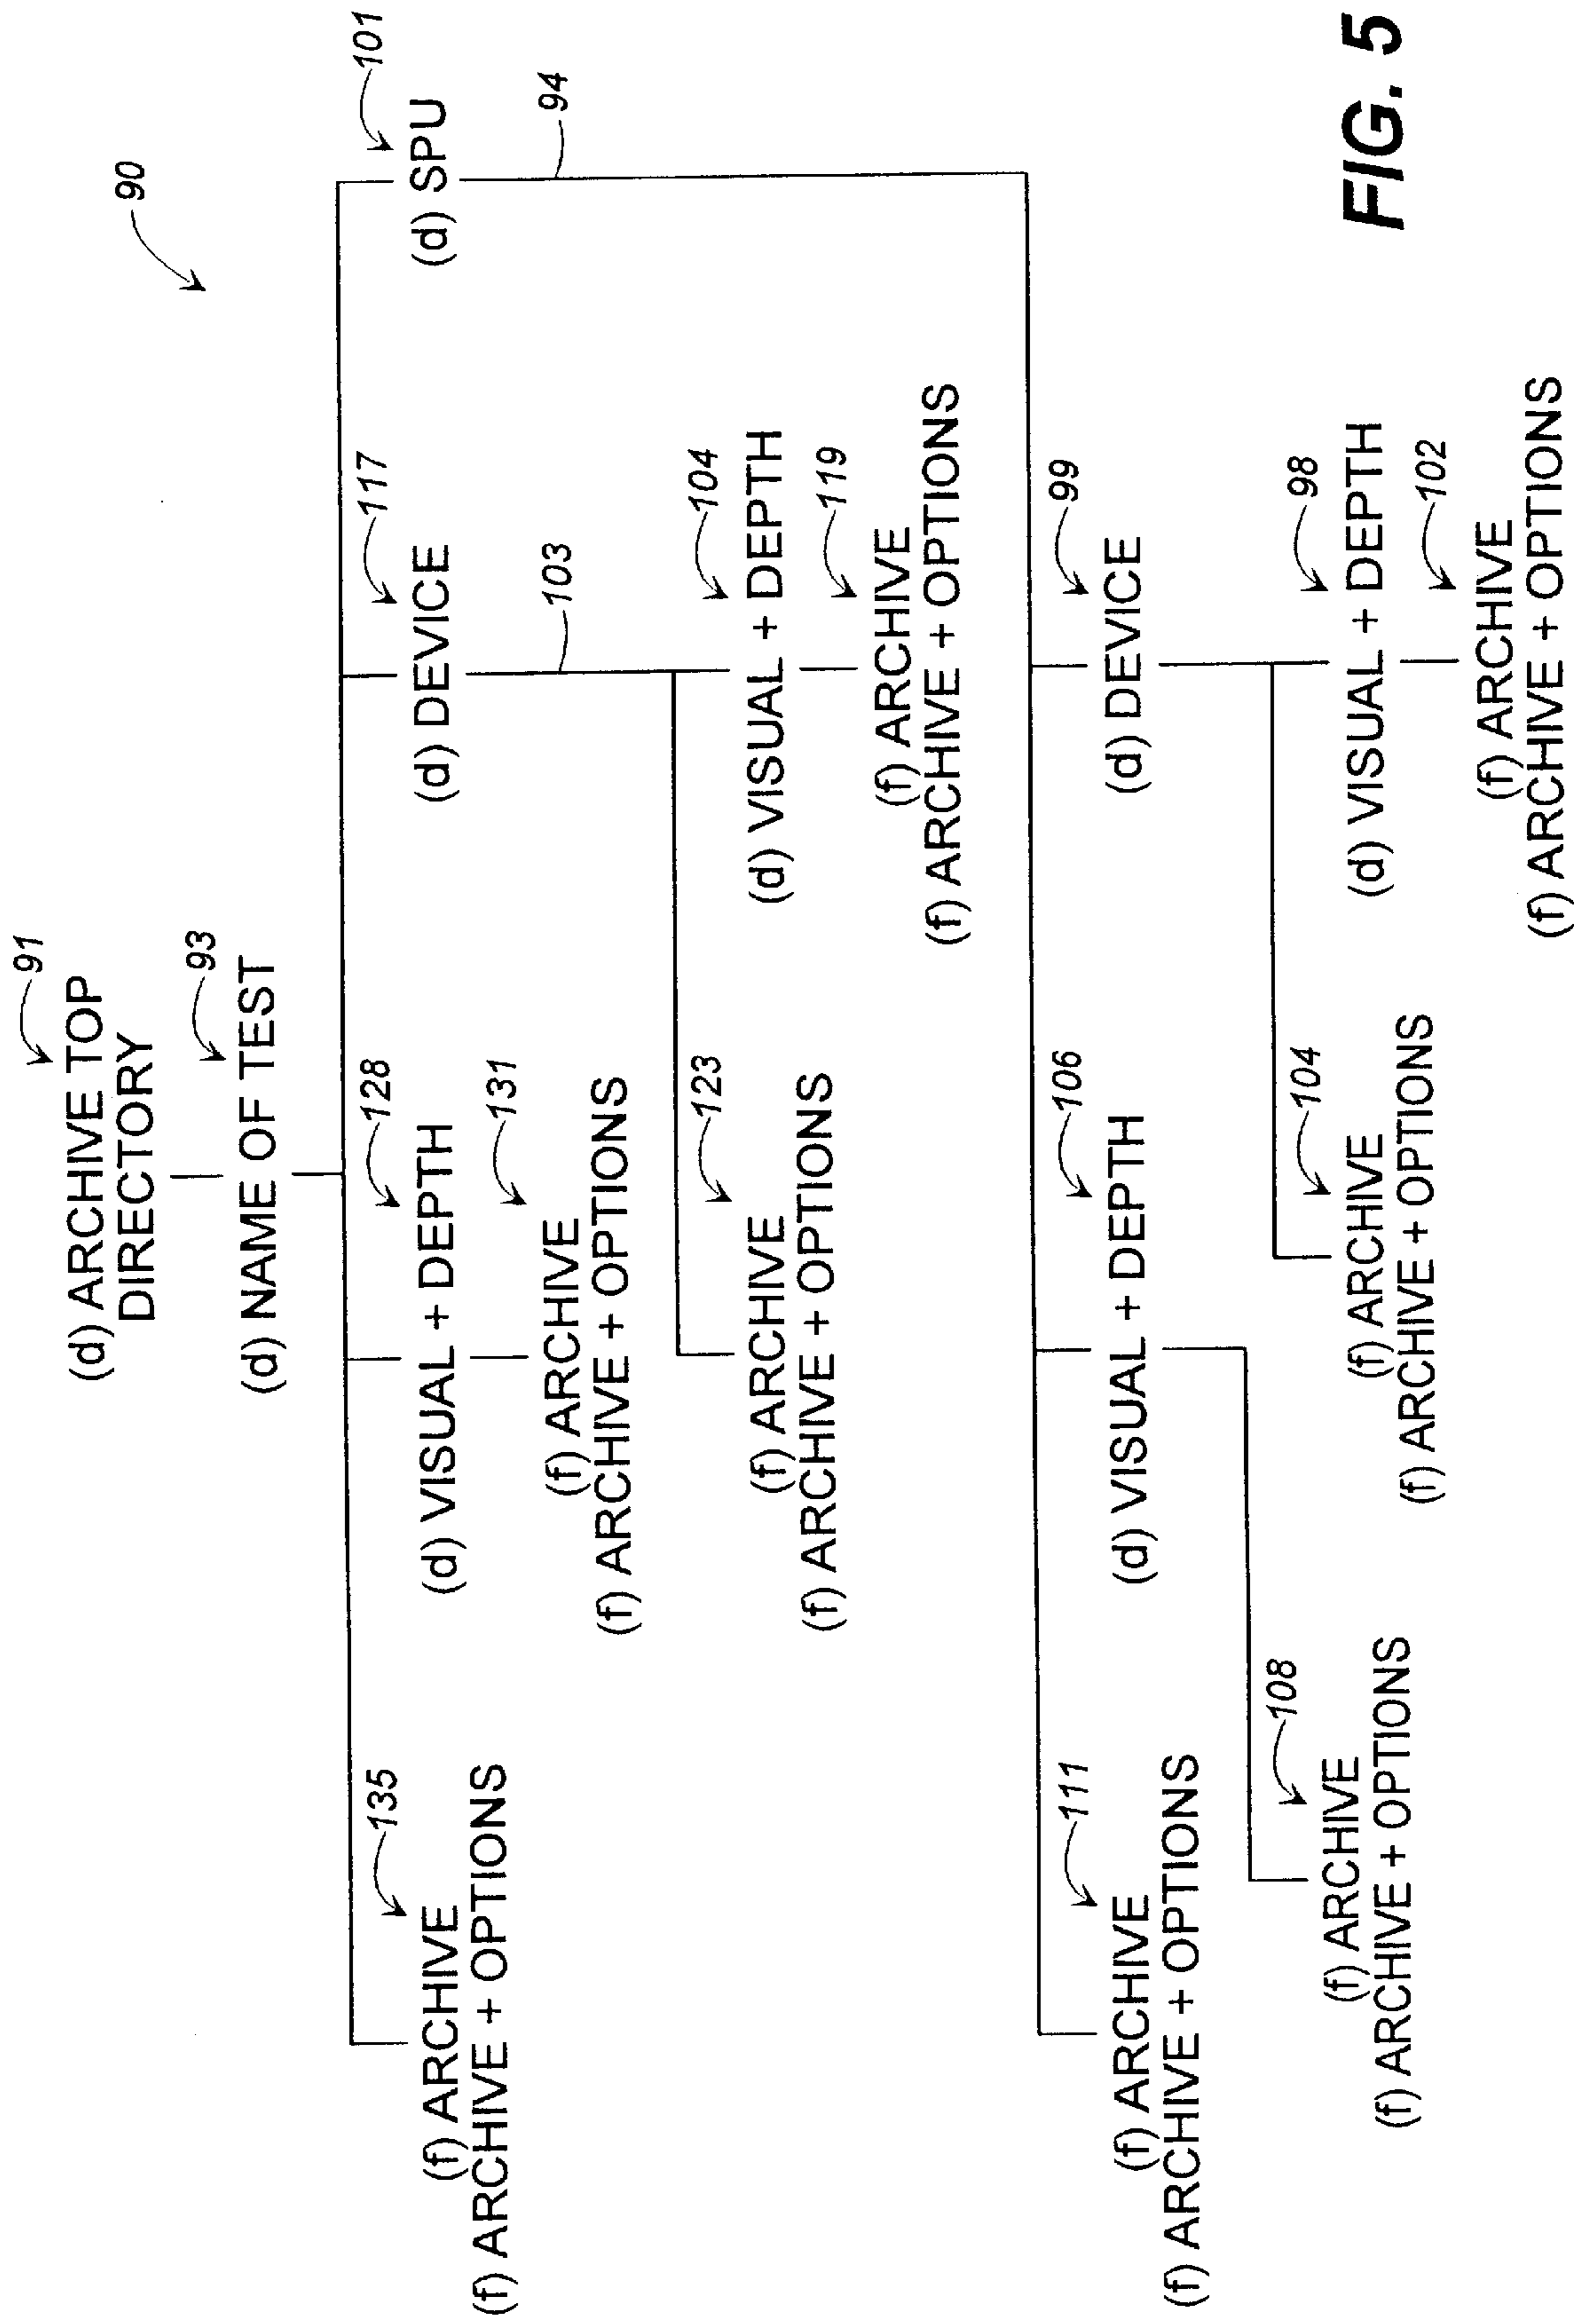 90
91
(d) ARCHIVE TOP
DIRECTORY
93
(d) NAME OF TEST
135
(f) ARCHIVE
(f) ARCHIVE + OPTIONS
128
(d) VISUAL + DEPTH
131
(f) ARCHIVE
(f) ARCHIVE + OPTIONS
117
(d) DEVICE
103
101
(d) SPU
94
123
(f) ARCHIVE
(f) ARCHIVE + OPTIONS
104
(d) VISUAL + DEPTH
119
(f) ARCHIVE
(f) ARCHIVE + OPTIONS
111
(f) ARCHIVE
(f) ARCHIVE + OPTIONS
106
(d) VISUAL + DEPTH
99
(d) DEVICE
108
(f) ARCHIVE
(f) ARCHIVE + OPTIONS
104
(f) ARCHIVE
(f) ARCHIVE + OPTIONS
98
(d) VISUAL + DEPTH
102
(f) ARCHIVE
(f) ARCHIVE + OPTIONS
FIG. 5